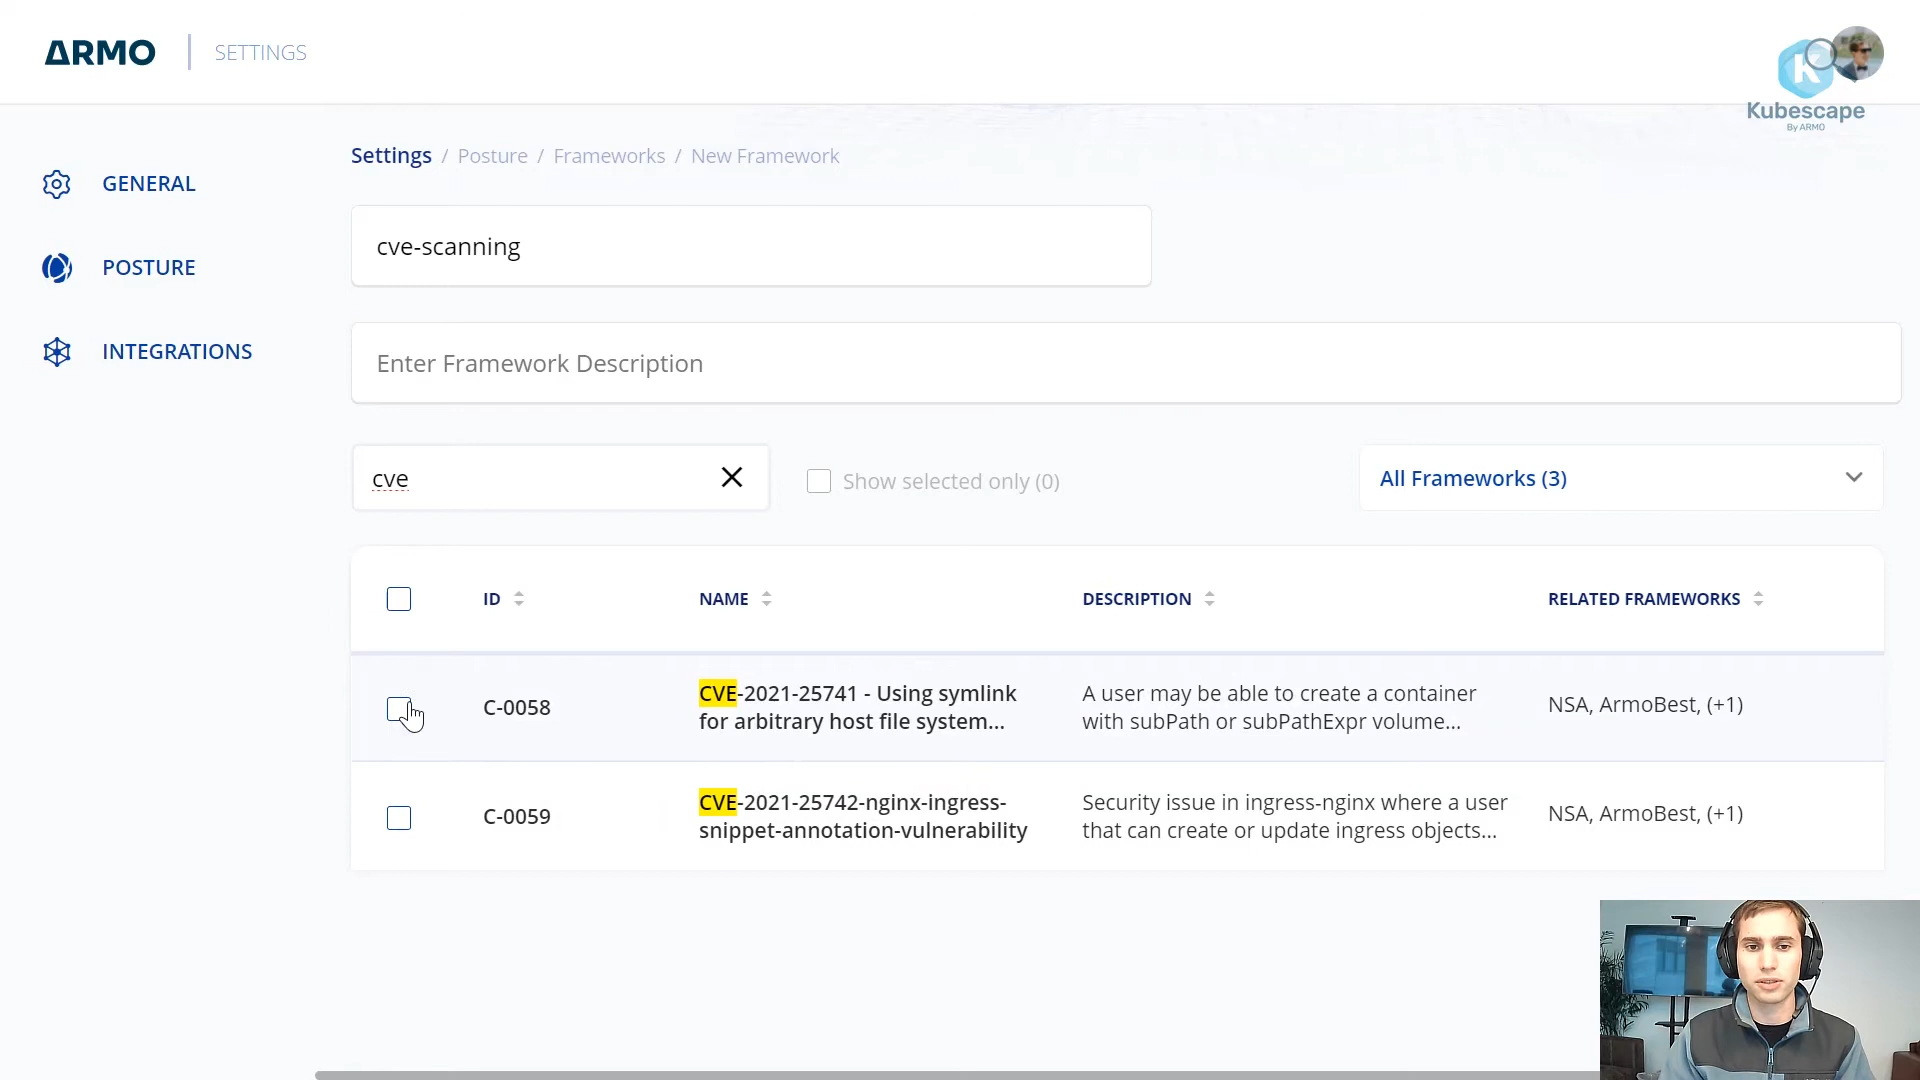 ARMO
SETTINGS
K
Kubescape
By ARMO
GENERAL
POSTURE
INTEGRATIONS
Settings / Posture / Frameworks / New Framework
cve-scanning
Enter Framework Description
cve
Show selected only (0)
All Frameworks (3)
ID NAME DESCRIPTION RELATED FRAMEWORKS
C-0058
CVE-2021-25741 - Using symlink
for arbitrary host file system...
A user may be able to create a container
with subPath or subPathExpr volume...
NSA, ArmoBest, (+1)
C-0059
CVE-2021-25742-nginx-ingress-
snippet-annotation-vulnerability
Security issue in ingress-nginx where a user
that can create or update ingress objects...
NSA, ArmoBest, (+1)